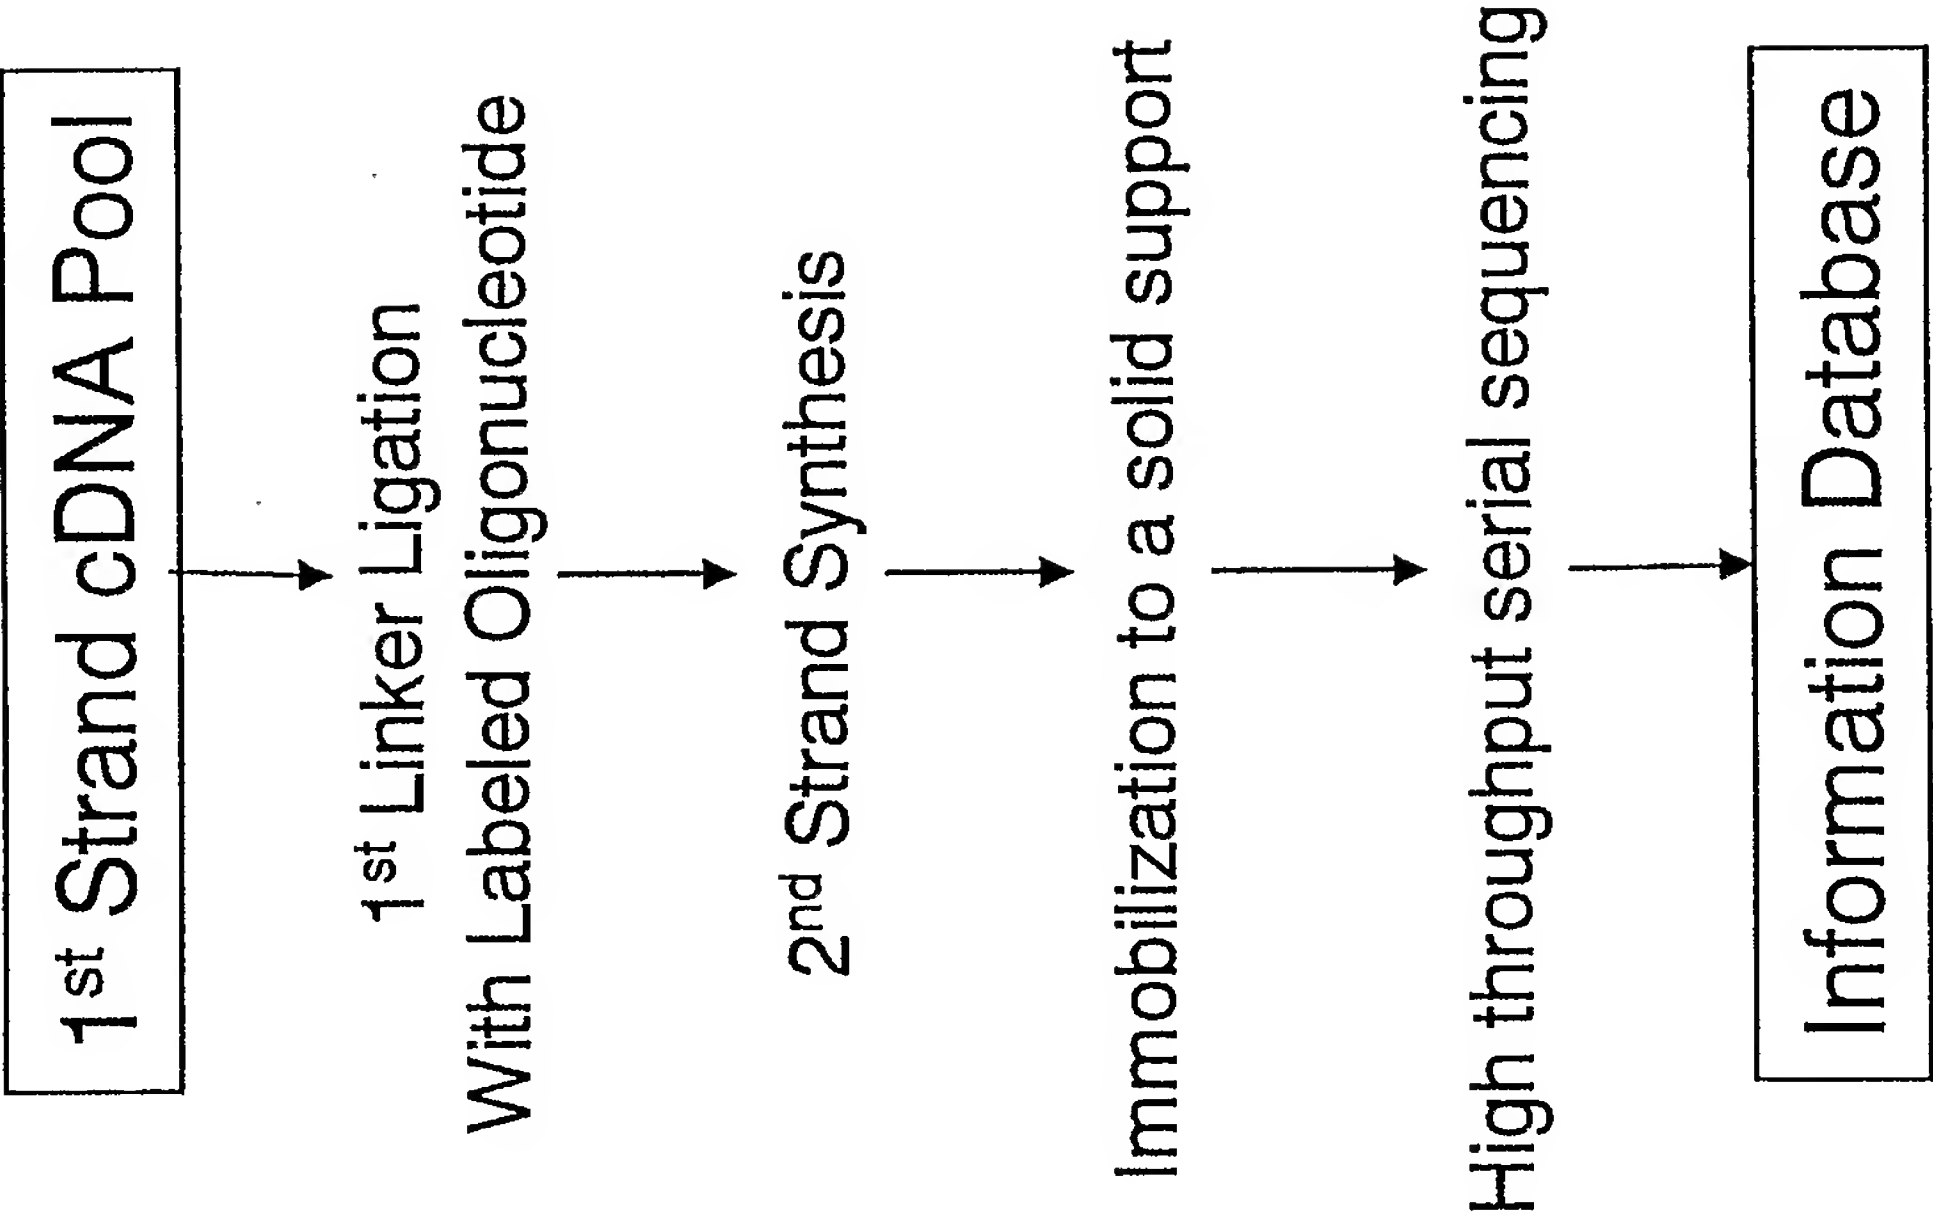 1st Strand cDNA Pool
1st Linker Ligation
With Labeled Oligonucleotide
2nd Strand Synthesis
Immobilization to a solid support
High throughput serial sequencing
Information Database